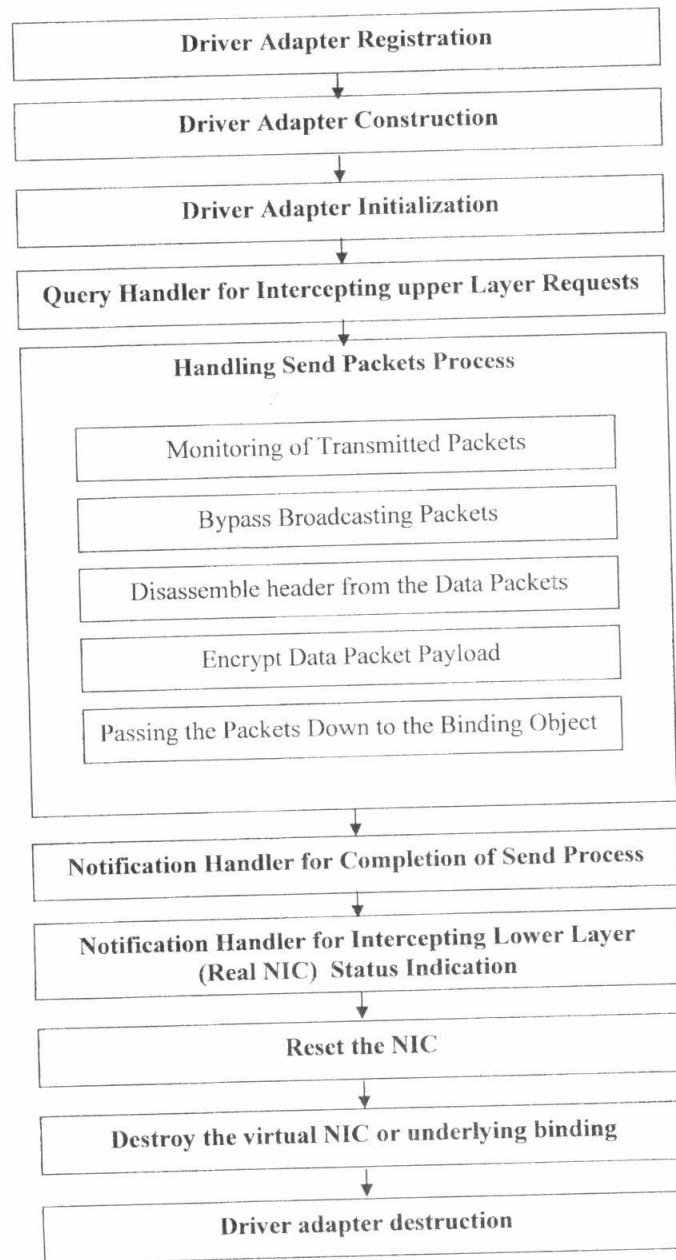 Driver Adapter Registration
Driver Adapter Construction
Driver Adapter Initialization
Query Handler for Intercepting upper Layer Requests
Handling Send Packets Process
Monitoring of Transmitted Packets
Bypass Broadcasting Packets
Disassemble header from the Data Packets
Encrypt Data Packet Payload
Passing the Packets Down to the Binding Object
Notification Handler for Completion of Send Process
Notification Handler for Intercepting Lower Layer
(Real NIC) Status Indication
Reset the NIC
Destroy the virtual NIC or underlying binding
Driver adapter destruction